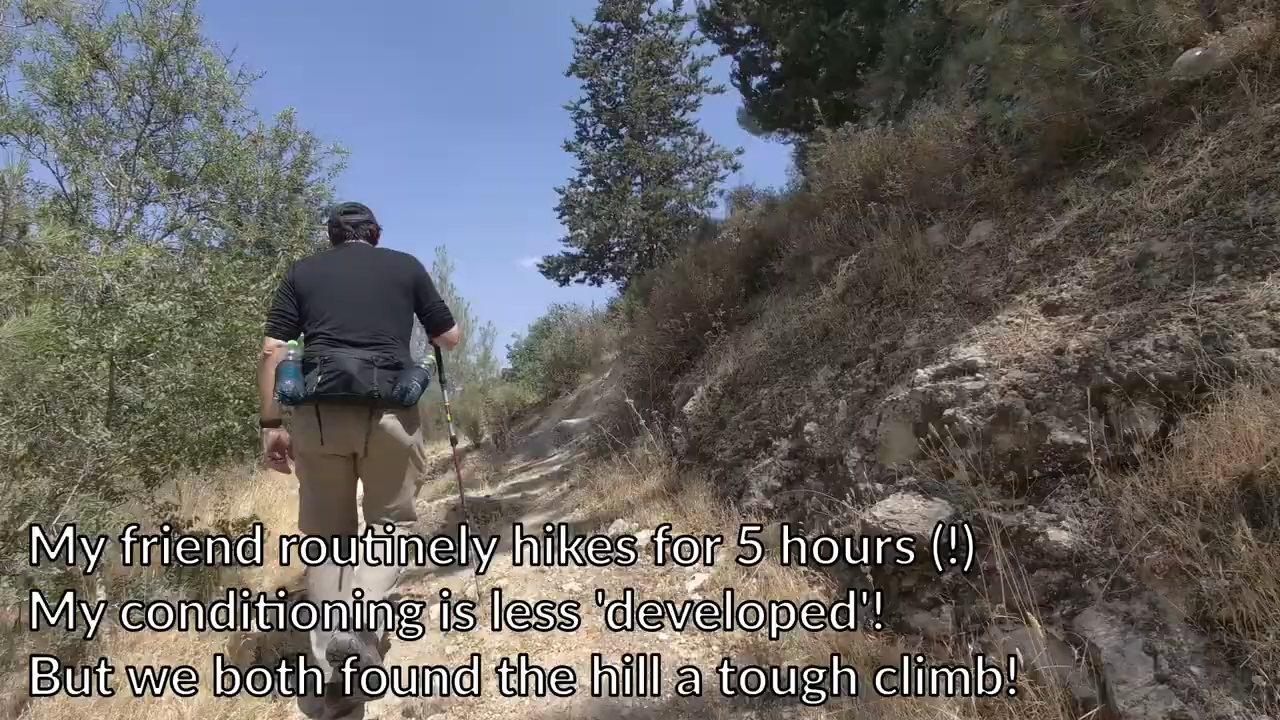 My friend routinely hikes for 5 hours (!)
My conditioning is less 'developed'!
But we both found the hill a tough climb!